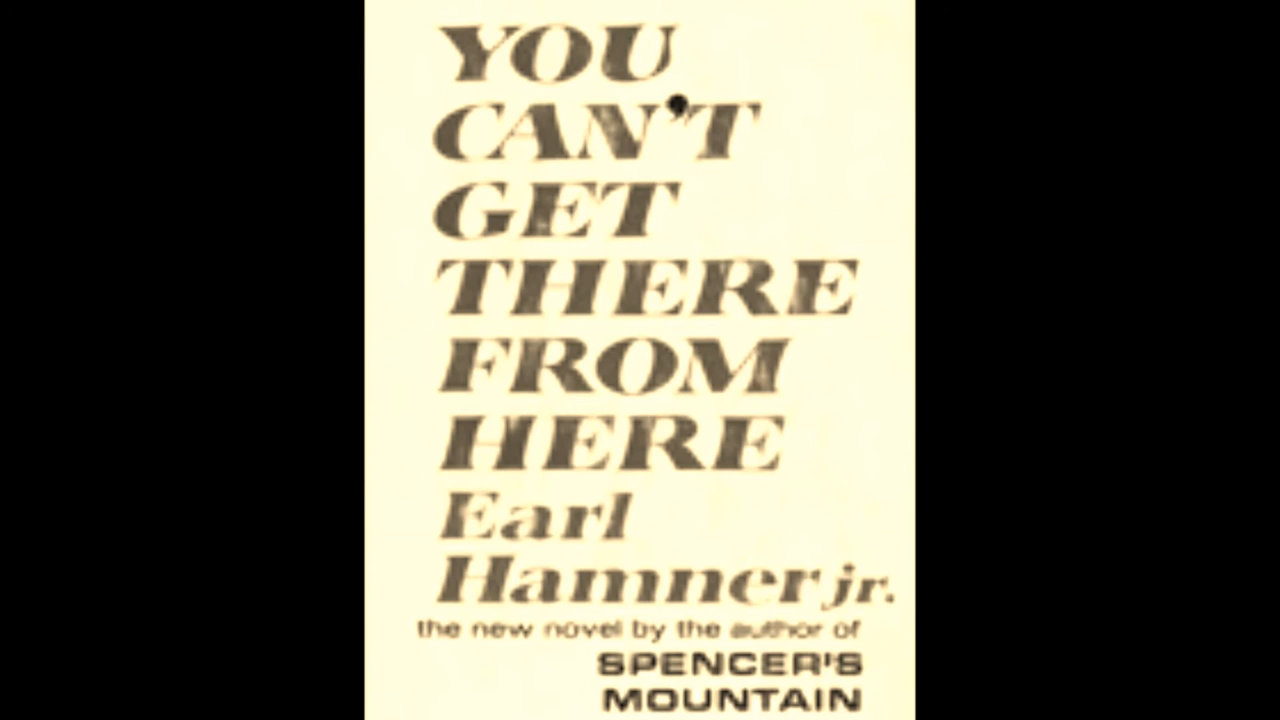 YOU
CAN'T
GET
THERE
FROM
HERE
Earl
Hamner jr.
the new novel by the author of
SPENCER'S
MOUNTAIN